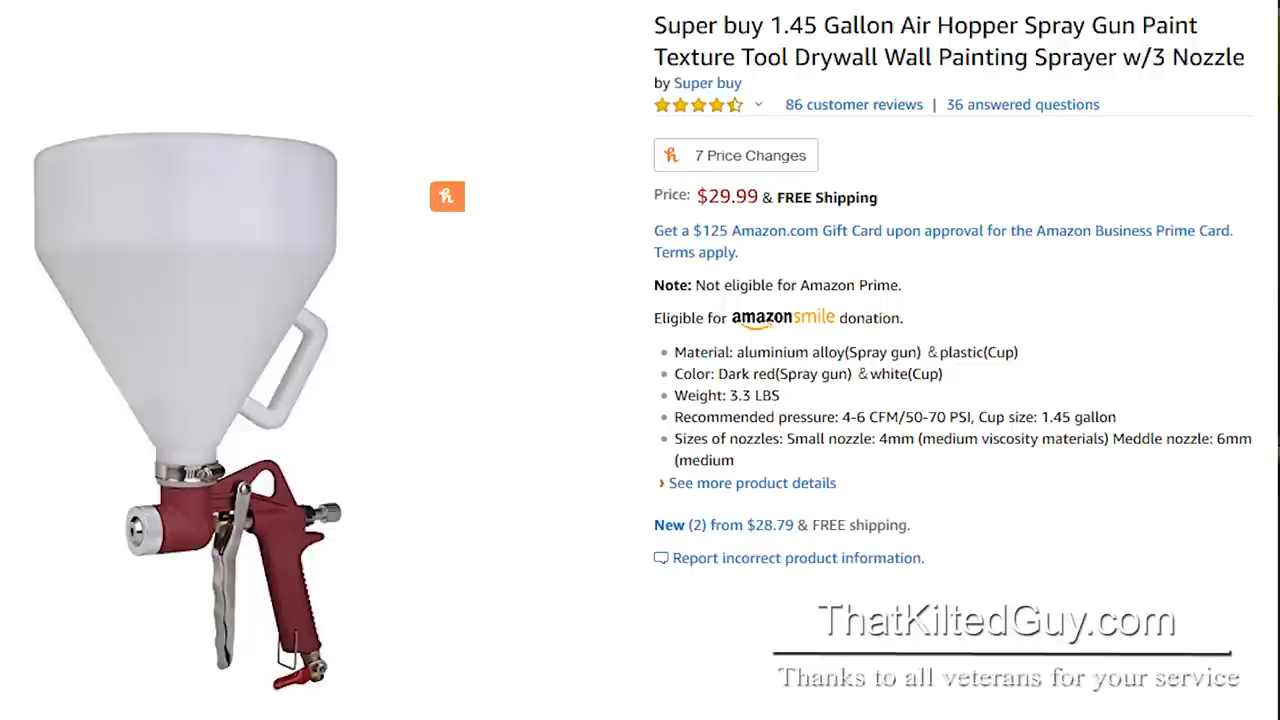 Super buy 1.45 Gallon Air Hopper Spray Gun Paint
Texture Tool Drywall Wall Painting Sprayer w/3 Nozzle
by Super buy
86 customer reviews | 36 answered questions
7 Price Changes
Price: $29.99 & FREE Shipping
Get a $125 Amazon.com Gift Card upon approval for the Amazon Business Prime Card.
Terms apply.
Note: Not eligible for Amazon Prime.
Eligible for amazonsmile donation.
• Material: aluminium alloy(Spray gun) &plastic(Cup)
• Color: Dark red(Spray gun) &white(Cup)
• Weight: 3.3 LBS
• Recommended pressure: 4-6 CFM/50-70 PSI, Cup size: 1.45 gallon
• Sizes of nozzles: Small nozzle: 4mm (medium viscosity materials) Meddle nozzle: 6mm
(medium
› See more product details
New (2) from $28.79 & FREE shipping.
Report incorrect product information.
ThatKiltedGuy.com
Thanks to all veterans for your service